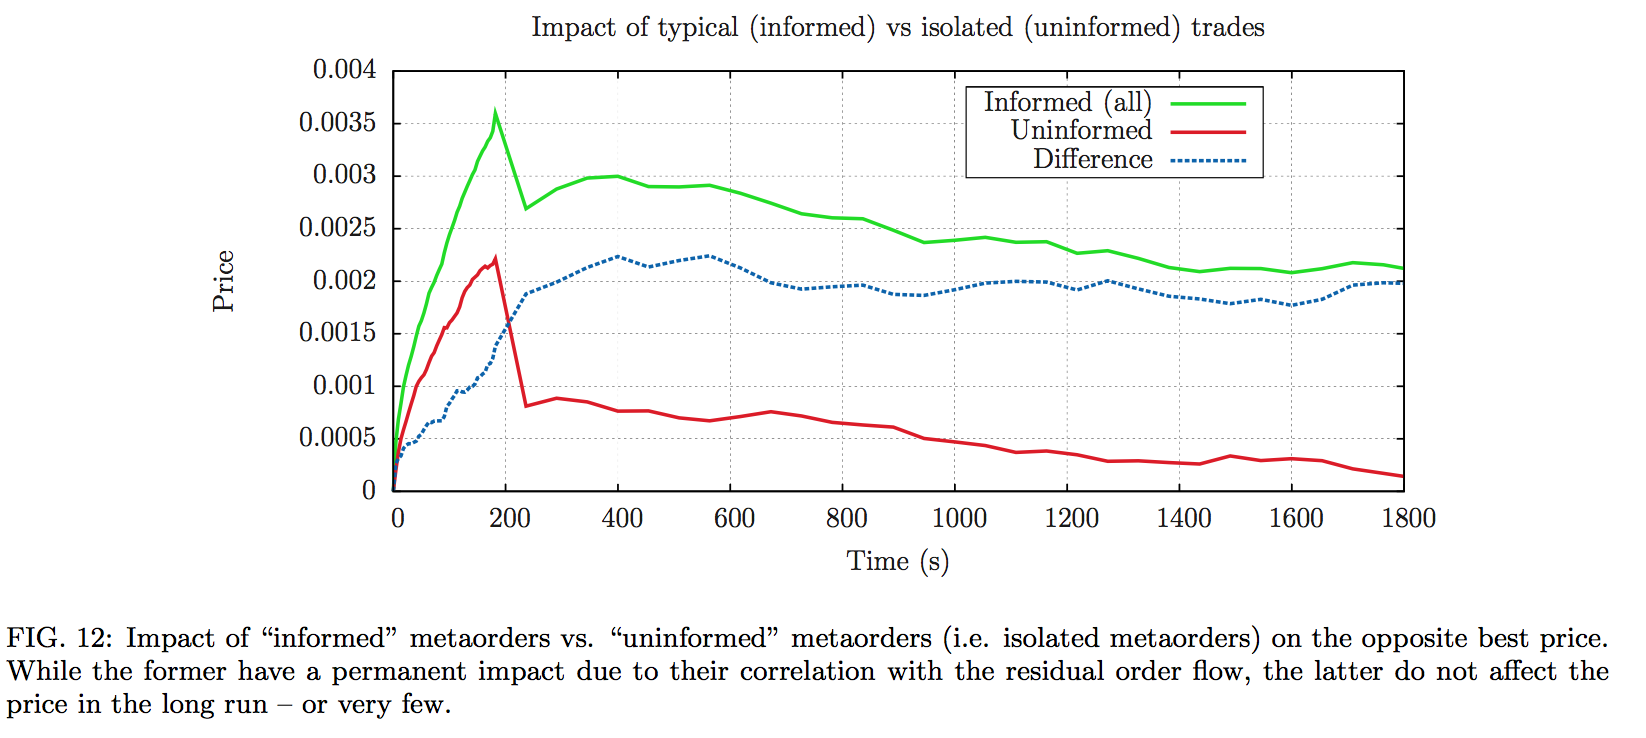 Impact of typical (informed) vs isolated (uninformed) trades
0.004
0.0035
0.003
0.0025
0.002
0.0015
0.001
0.0005
0
Price
Informed (all)
Uninformed
Difference
0 200 400 600 800 1000 1200 1400 1600 1800
Time (s)
FIG. 12: Impact of “informed” metaorders vs. “uninformed” metaorders (i.e. isolated metaorders) on the opposite best price.
While the former have a permanent impact due to their correlation with the residual order flow, the latter do not affect the
price in the long run – or very few.